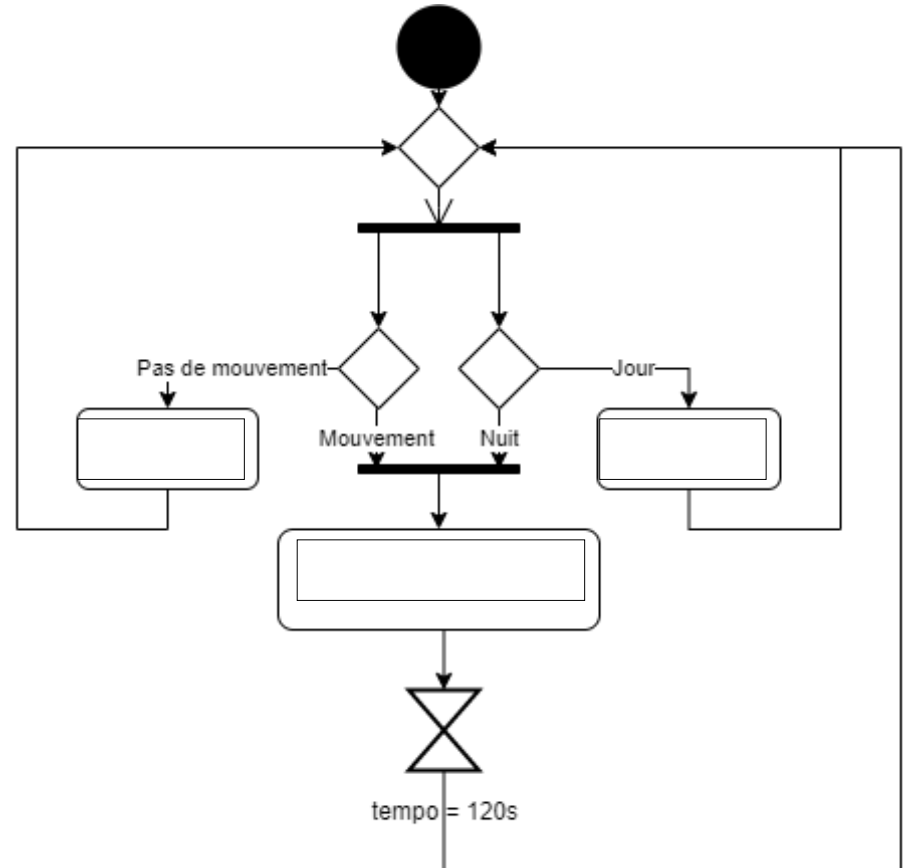 Pas de mouvement
Jour
Mouvement
Nuit
tempo = 120s